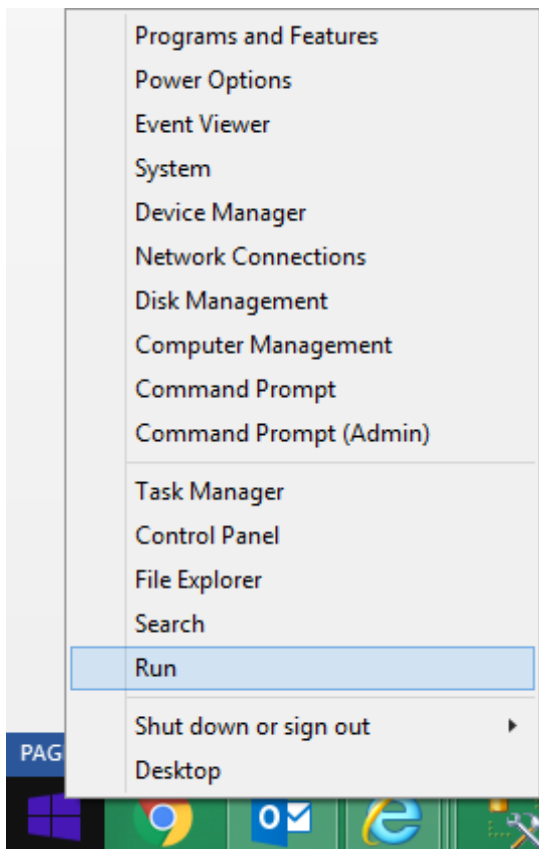 Programs and Features
Power Options
Event Viewer
System
Device Manager
Network Connections
Disk Management
Computer Management
Command Prompt
Command Prompt (Admin)
Task Manager
Control Panel
File Explorer
Search
Run
Shut down or sign out
Desktop
PAG